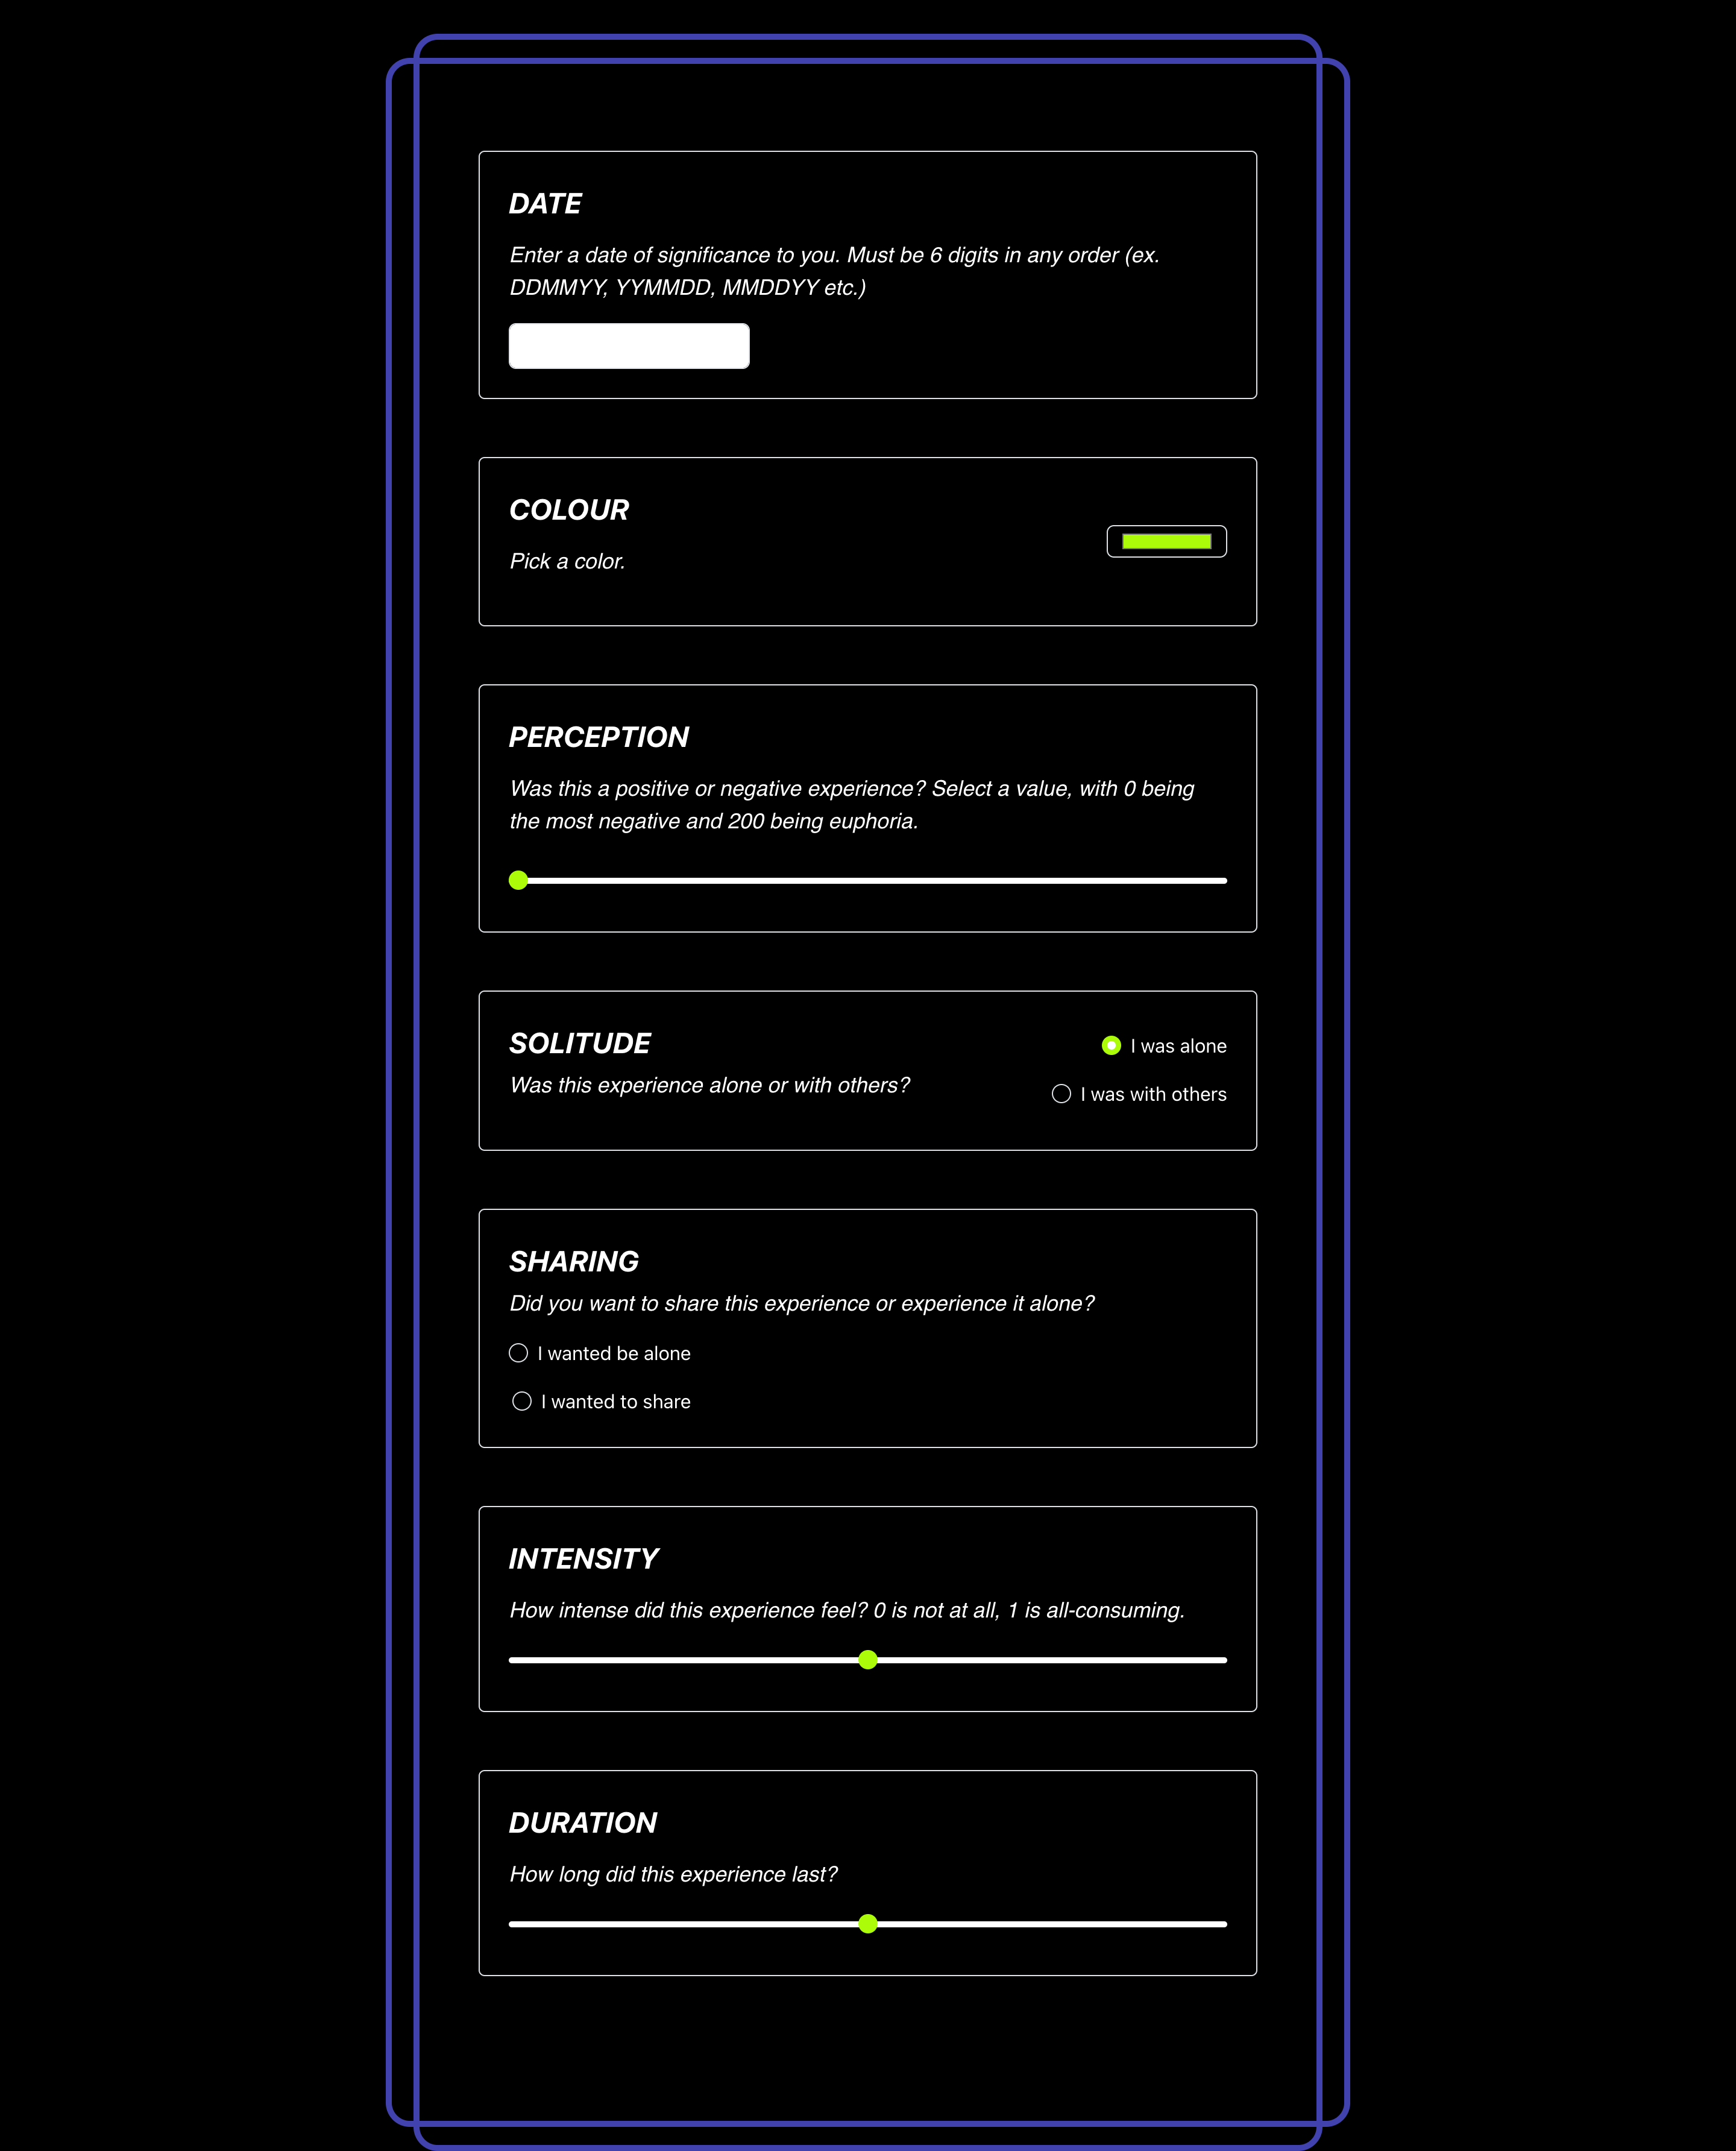 DATE
Enter a date of significance to you. Must be 6 digits in any order (ex.
DDMMYY, YYMMDD, MMDDYY etc.)
COLOUR
Pick a color.
PERCEPTION
Was this a positive or negative experience? Select a value, with 0 being
the most negative and 200 being euphoria.
SOLITUDE
Was this experience alone or with others?
I was alone
I was with others
SHARING
Did you want to share this experience or experience it alone?
I wanted be alone
I wanted to share
INTENSITY
How intense did this experience feel? 0 is not at all, 1 is all-consuming.
DURATION
How long did this experience last?